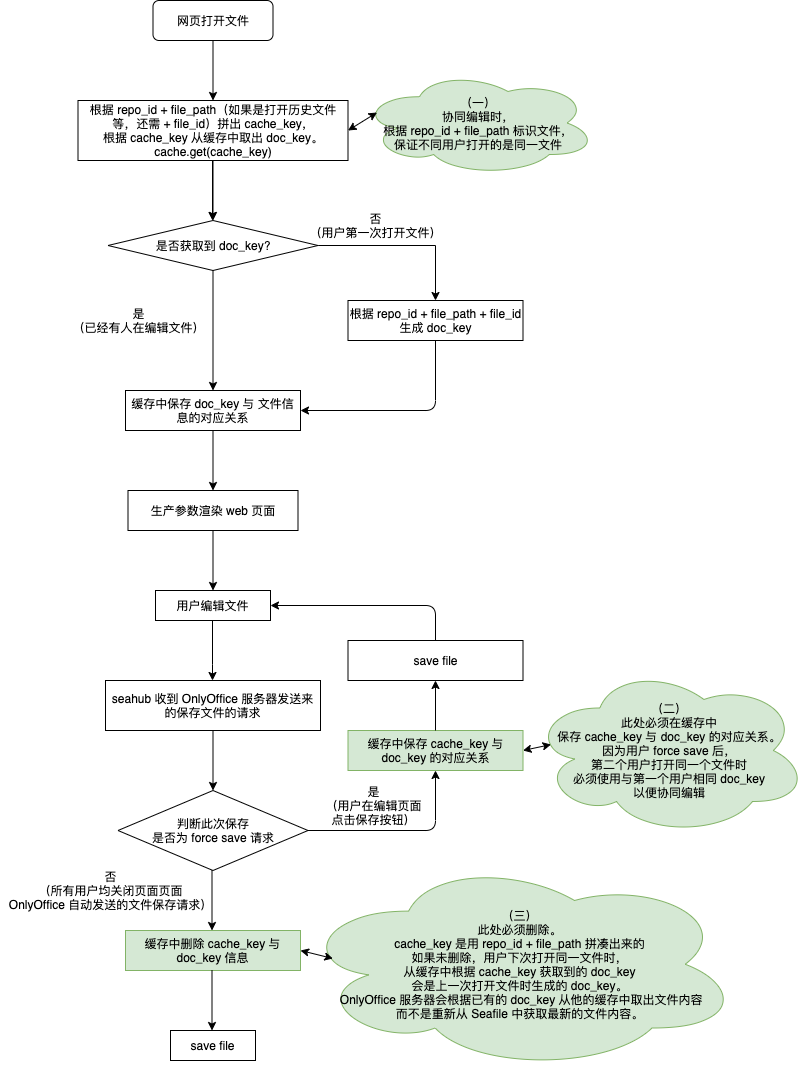 网页打开文件
根据 repo_id + file_path（如果是打开历史文件
等，还需 + file_id）拼出 cache_key，
根据 cache_key 从缓存中取出 doc_key。
cache.get(cache_key)
（一）
协同编辑时，
根据 repo_id + file_path 标识文件，
保证不同用户打开的是同一文件
是否获取到 doc_key?
否
（用户第一次打开文件）
是
（已经有人在编辑文件）
根据 repo_id + file_path + file_id
生成 doc_key
缓存中保存 doc_key 与 文件信
息的对应关系
生产参数渲染 web 页面
用户编辑文件
save file
seahub 收到 OnlyOffice 服务器发送来
的保存文件的请求
缓存中保存 cache_key 与
doc_key 的对应关系
（二）
此处必须在缓存中
保存 cache_key 与 doc_key 的对应关系。
因为用户 force save 后，
第二个用户打开同一个文件时
必须使用与第一个用户相同 doc_key
以便协同编辑
判断此次保存
是否为 force save 请求
是
（用户在编辑页面
点击保存按钮）
否
（所有用户均关闭页面页面
OnlyOffice 自动发送的文件保存请求）
缓存中删除 cache_key 与
doc_key 信息
（三）
此处必须删除。
cache_key 是用 repo_id + file_path 拼凑出来的
如果未删除，用户下次打开同一文件时，
从缓存中根据 cache_key 获取到的 doc_key
会是上一次打开文件时生成的 doc_key。
OnlyOffice 服务器会根据已有的 doc_key 从他的缓存中取出文件内容
而不是重新从 Seafile 中获取最新的文件内容。
save file